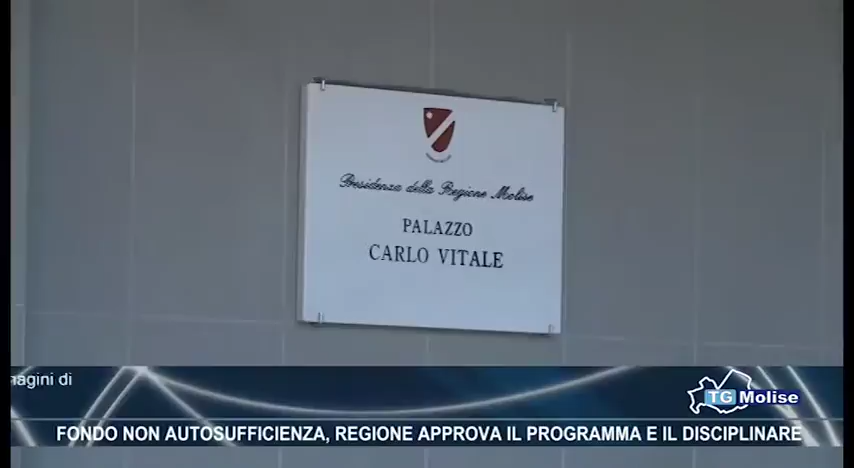 Presidenza della Regione Molise
PALAZZO
CARLO VITALE
magini di
TG Molise
FONDO NON AUTOSUFFICIENZA, REGIONE APPROVA IL PROGRAMMA E IL DISCIPLINARE